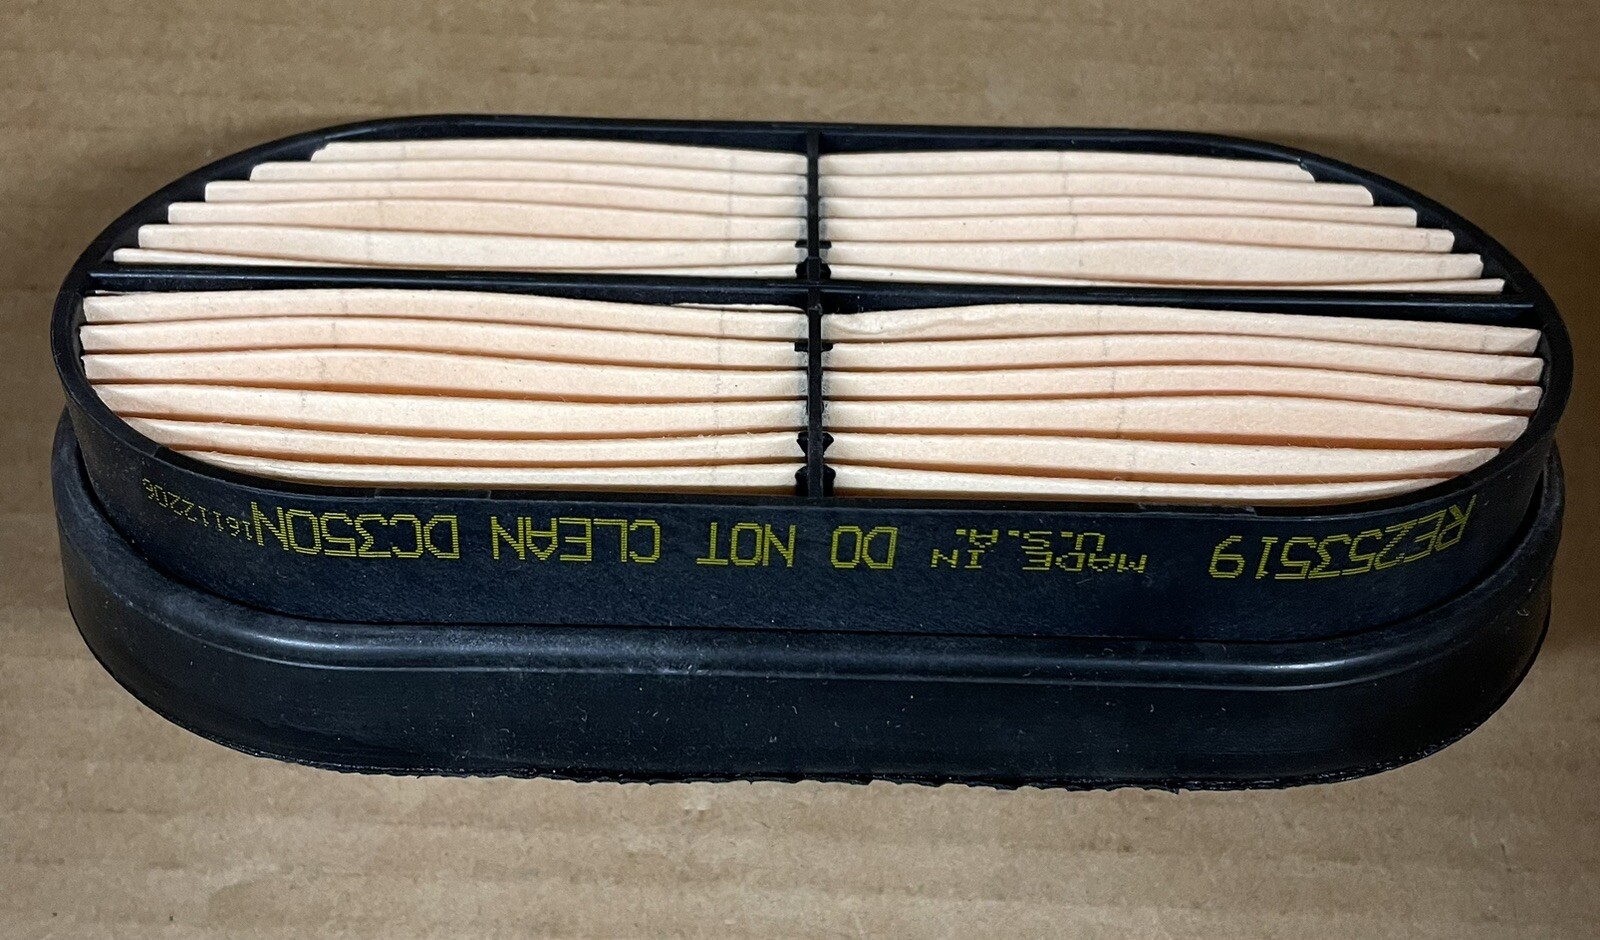 RE253519 MADE IN DO NOT CLEAN DC350N
U.S.A.